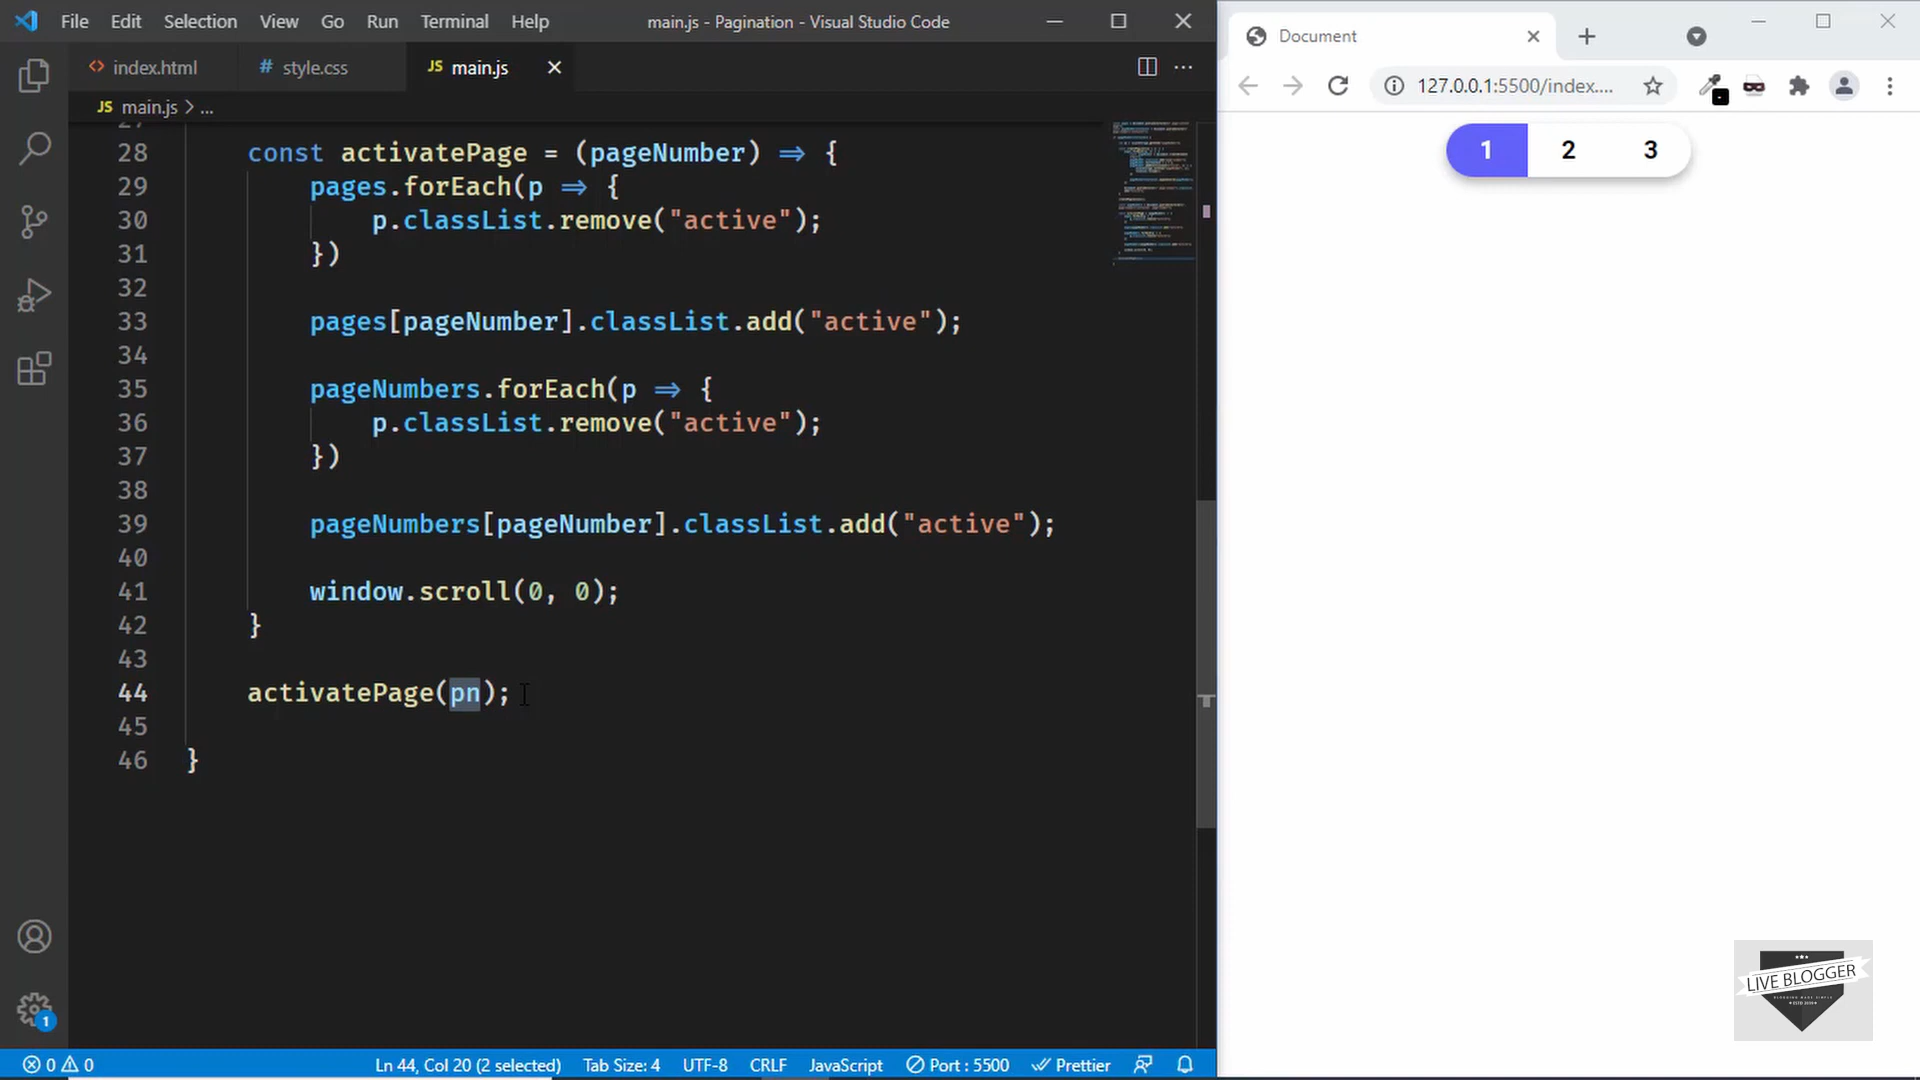 File Edit Selection View Go Run Terminal Help main.js - Pagination - Visual Studio Code
index.html style.css JS main.js
JS main.js > ...
28 const activatePage = (pageNumber) => {
29 pages.forEach(p => {
30 p.classList.remove("active");
31 })
32
33 pages[pageNumber].classList.add("active");
34
35 pageNumbers.forEach(p => {
36 p.classList.remove("active");
37 })
38
39 pageNumbers[pageNumber].classList.add("active");
40
41 window.scroll(0, 0);
42 }
43
44 activatePage(pn);
45
46 }
1
0 0 Ln 44, Col 20 (2 selected) Tab Size: 4 UTF-8 CRLF JavaScript Port : 5500 Prettier
Document
127.0.0.1:5500/index....
1 2 3
LIVE BLOGGER